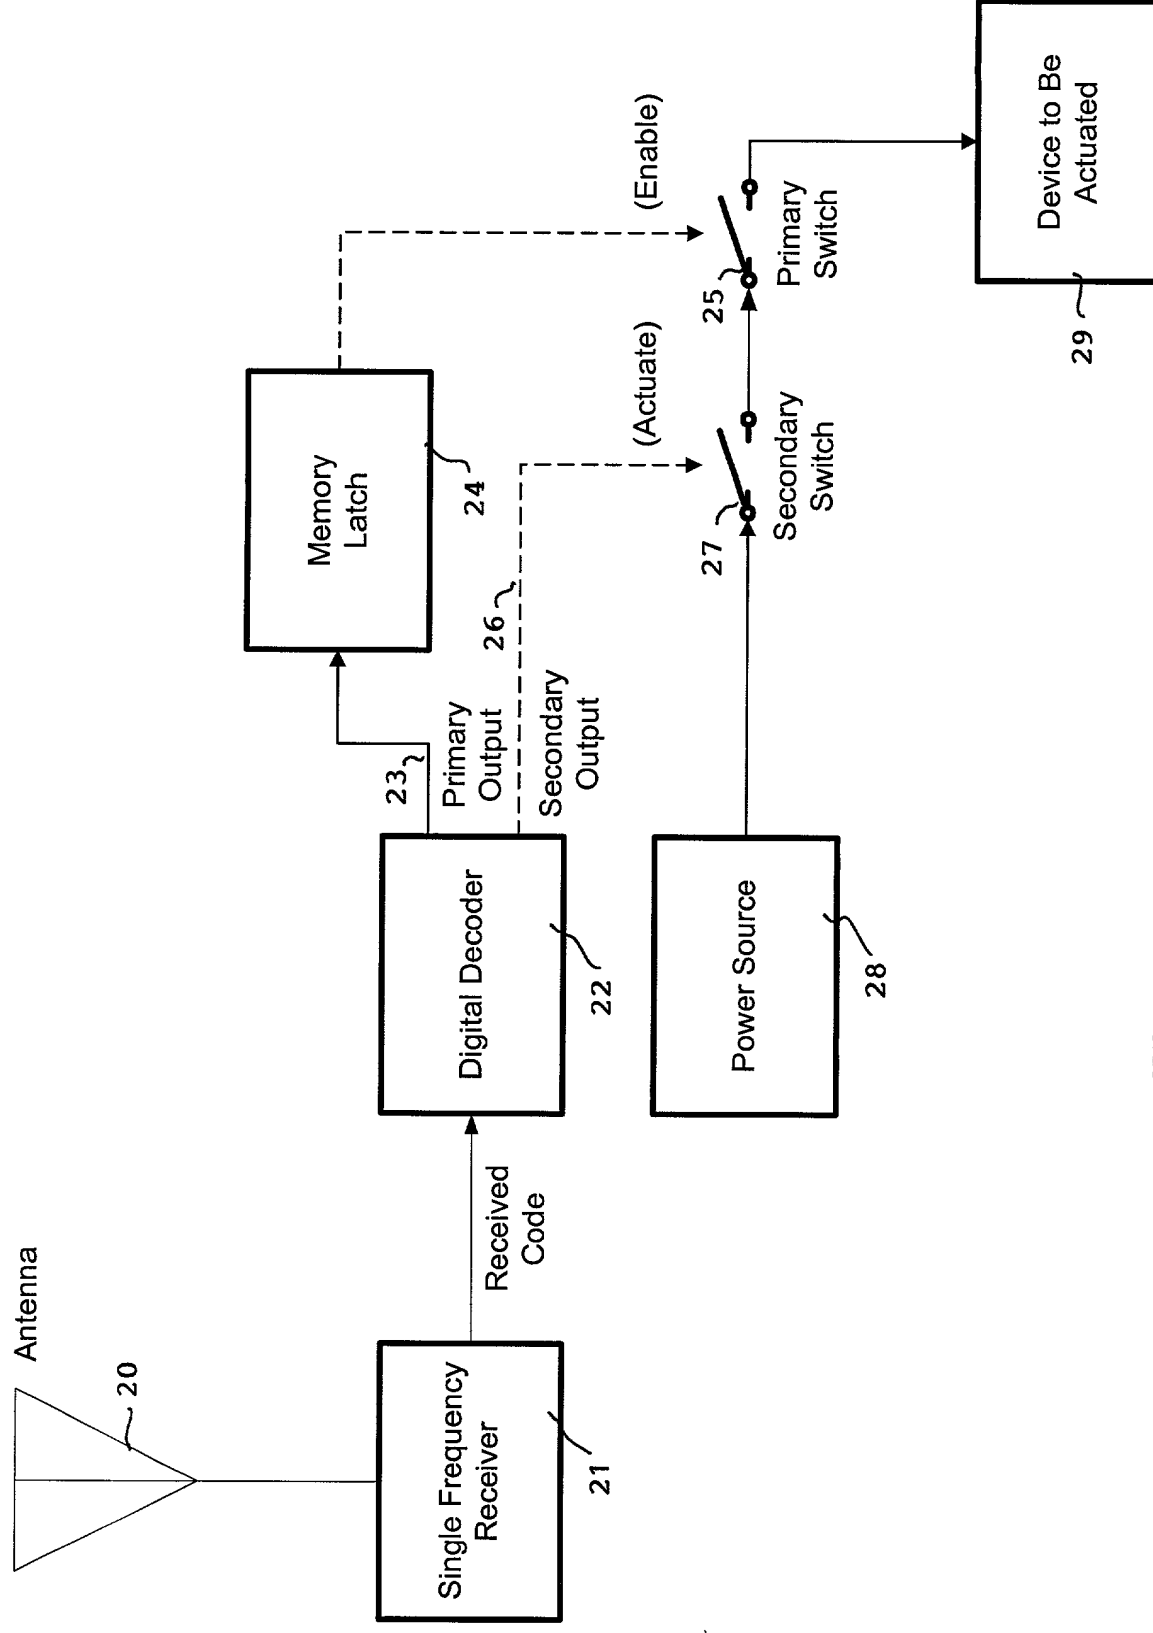 Antenna
20
Single Frequency
Receiver
21
Received
Code
Digital Decoder
22
23
Primary
Output
26
Secondary
Output
Memory
Latch
24
(Enable)
(Actuate)
25
Primary
Switch
27
Secondary
Switch
Power Source
28
Device to Be
Actuated
29